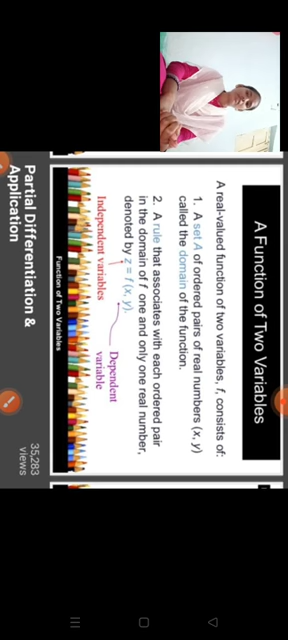 A Function of Two Variables
A real-valued function of two variables, f, consists of:
1. A set A of ordered pairs of real numbers (x, y)
called the domain of the function.
2. A rule that associates with each ordered pair
in the domain of f one and only one real number,
denoted by z = f (x, y).
Independent variables
Dependent
variable
Function of Two Variables
Partial Differentiation &
Application
35,283
views